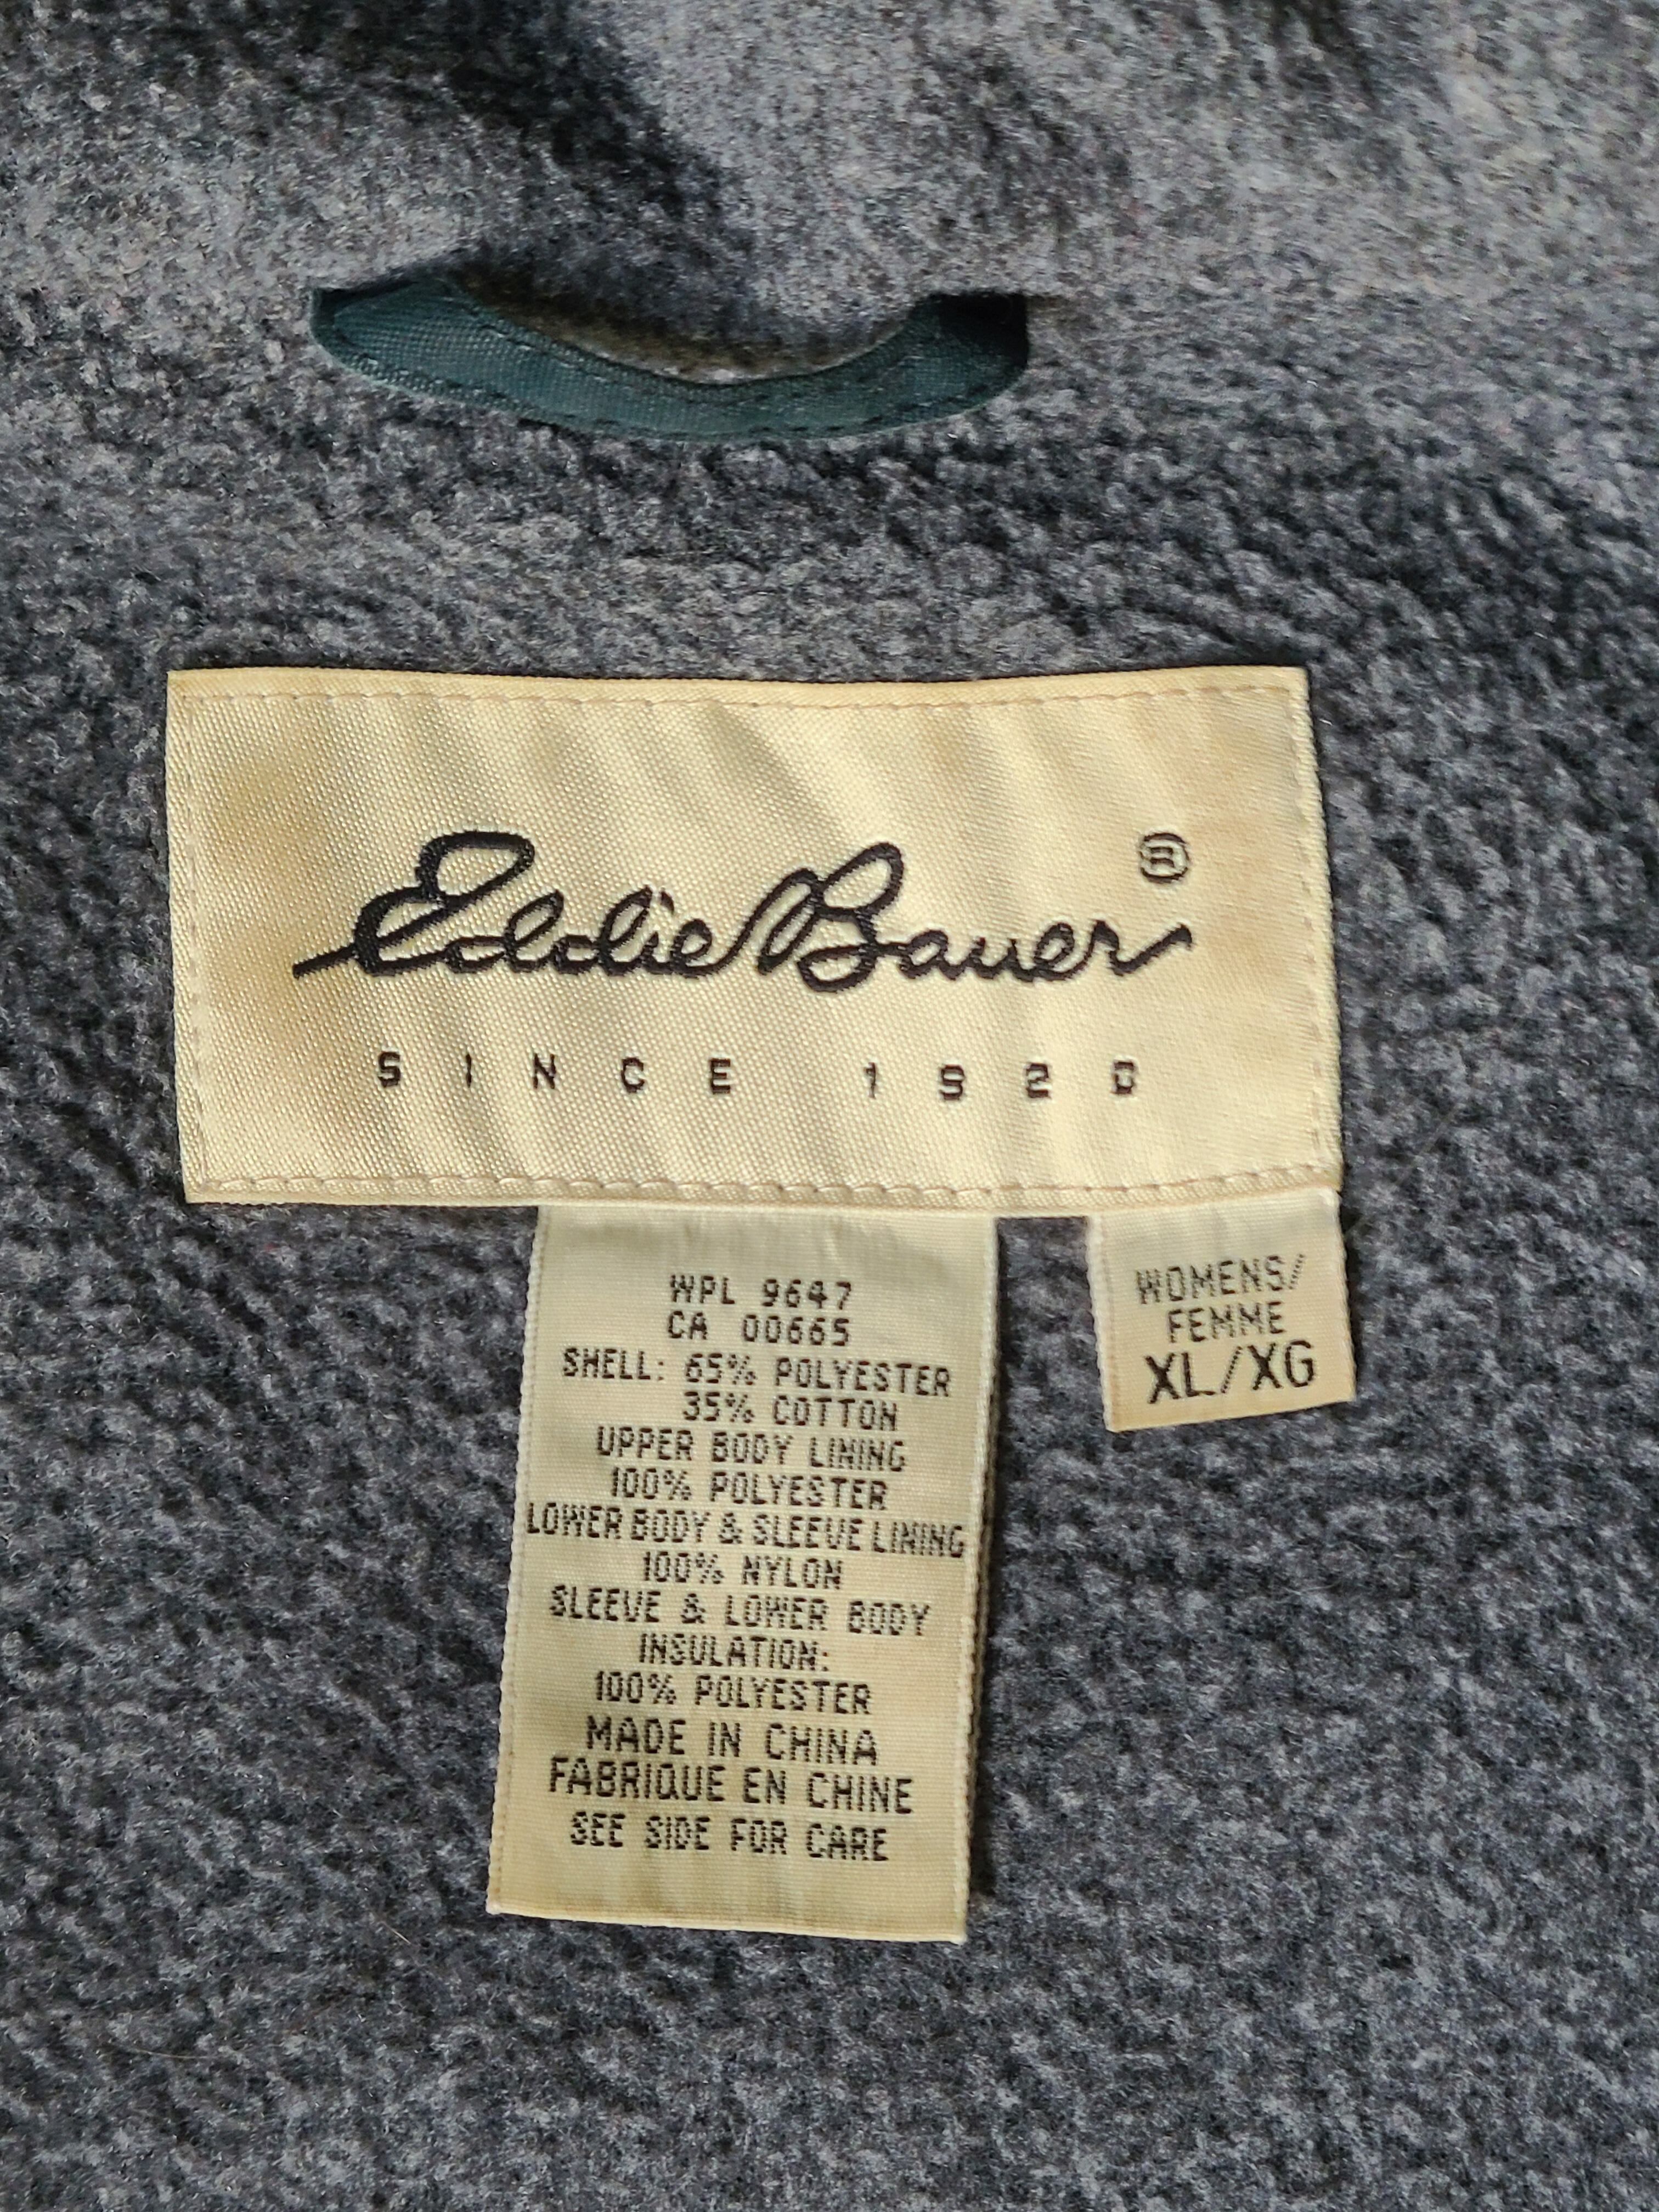 Eddie Bauer®
SINCE 1920
WPL 9647
CA 00665
SHELL: 65% POLYESTER
35% COTTON
UPPER BODY LINING
100% POLYESTER
LOWER BODY & SLEEVE LINING
100% NYLON
SLEEVE & LOWER BODY
INSULATION:
100% POLYESTER
MADE IN CHINA
FABRIQUE EN CHINE
SEE SIDE FOR CARE
WOMENS/
FEMME
XL/XG